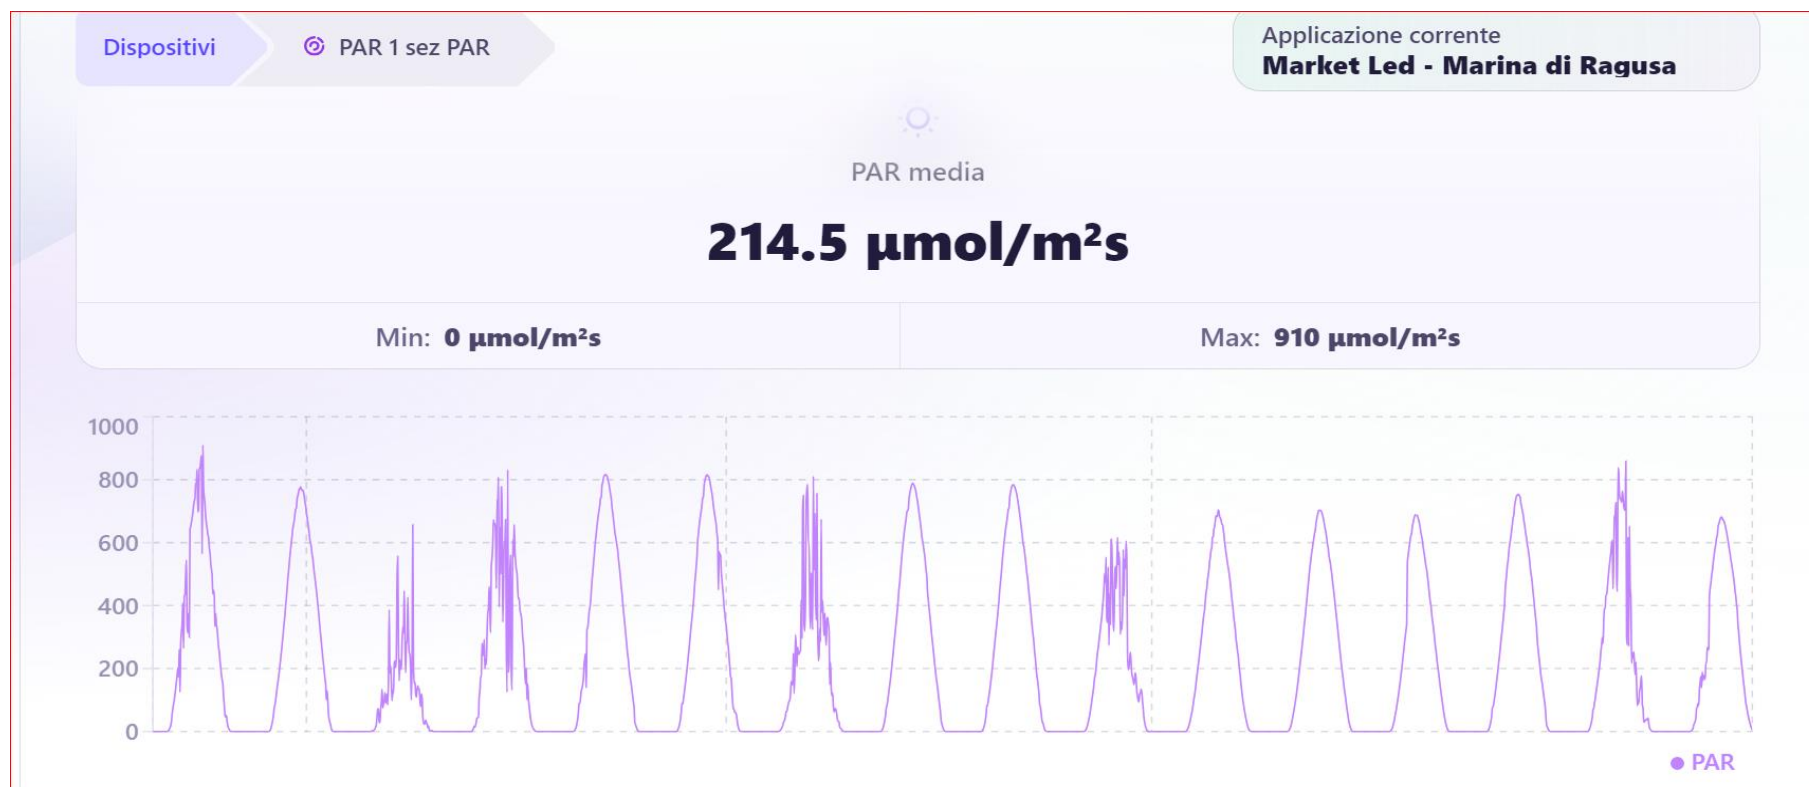 Dispositivi
PAR 1 sez PAR
Applicazione corrente
Market Led - Marina di Ragusa
PAR media
214.5 µmol/m²s
Min: 0 µmol/m²s
Max: 910 µmol/m²s
1000
800
600
400
200
0
PAR